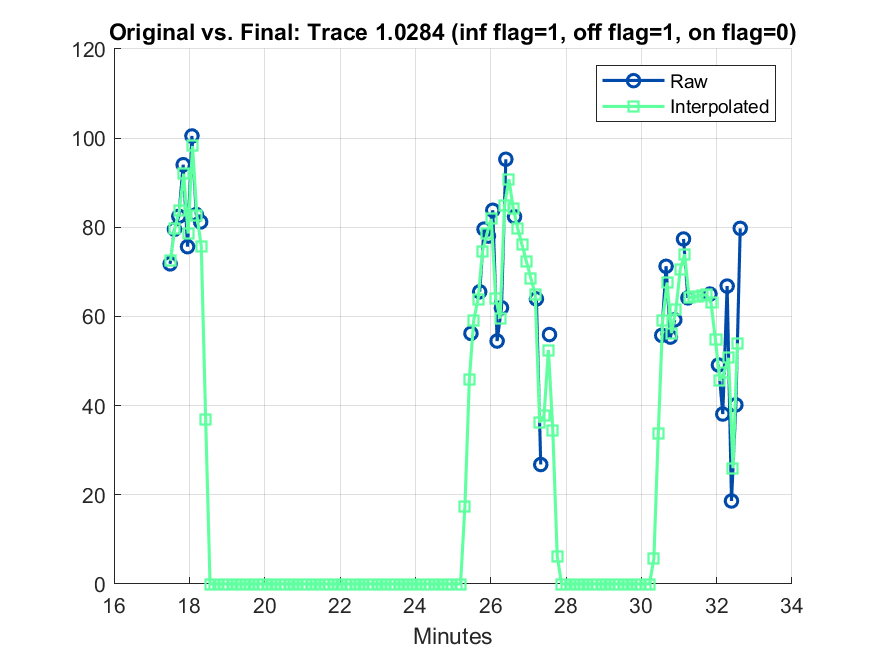 Original vs. Final: Trace 1.0284 (inf flag=1, off flag=1, on flag=0)
120
100
80
60
40
20
0
Raw
Interpolated
16 18 20 22 24 26 28 30 32 34
Minutes